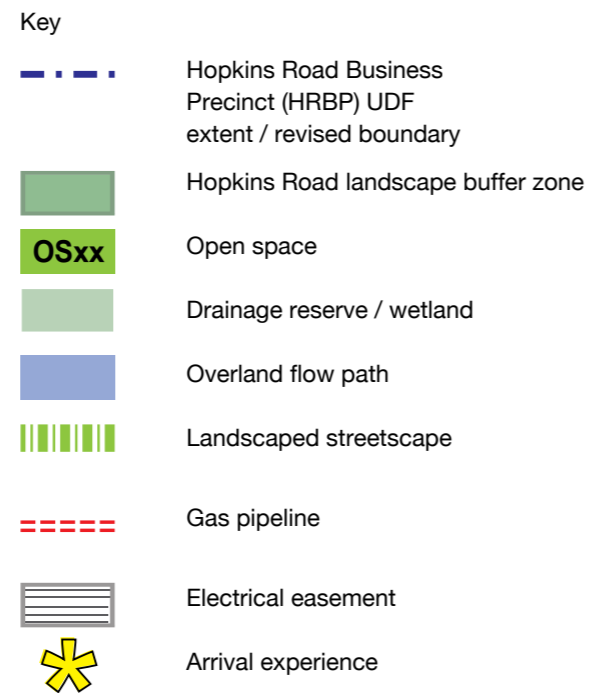 Key
Hopkins Road Business
Precinct (HRBP) UDF
extent / revised boundary
Hopkins Road landscape buffer zone
OSxx
Open space
Drainage reserve / wetland
Overland flow path
Landscaped streetscape
Gas pipeline
Electrical easement
Arrival experience